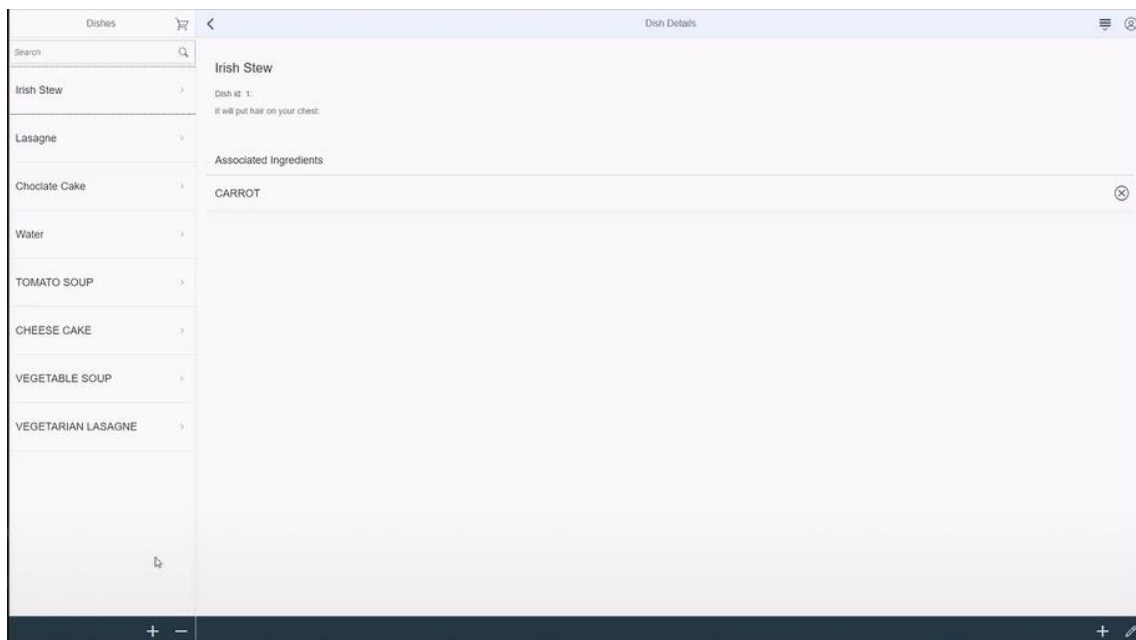 Dishes
Dish Details
Search
Irish Stew
Lasagne
Choclate Cake
Water
TOMATO SOUP
CHEESE CAKE
VEGETABLE SOUP
VEGETARIAN LASAGNE
Irish Stew
Dish id: 1:
It will put hair on your chest:
Associated Ingredients
CARROT